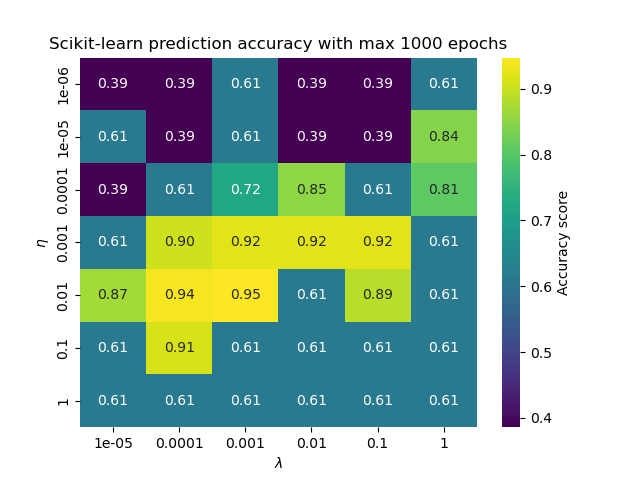 Scikit-learn prediction accuracy with max 1000 epochs
1e-06 0.39 0.39 0.61 0.39 0.39 0.61
1e-05 0.61 0.39 0.61 0.39 0.39 0.84
0.0001 0.39 0.61 0.72 0.85 0.61 0.81
0.001 0.61 0.90 0.92 0.92 0.92 0.61
0.01 0.87 0.94 0.95 0.61 0.89 0.61
0.1 0.61 0.91 0.61 0.61 0.61 0.61
1 0.61 0.61 0.61 0.61 0.61 0.61
1e-05 0.0001 0.001 0.01 0.1 1
λ
η
0.9
0.8
0.7
0.6
0.5
0.4
Accuracy score